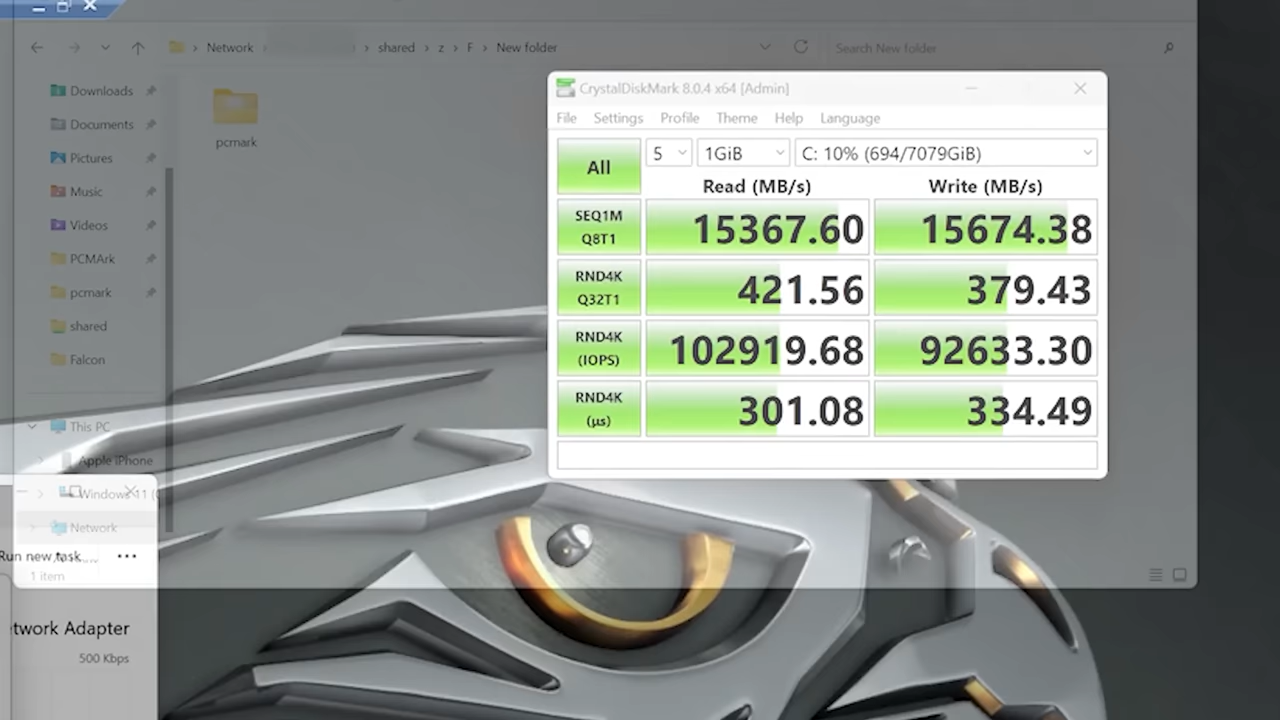 Network
shared
z
F
New folder
Search New folder
Downloads
Documents
Pictures
Music
Videos
PCMArk
pcmark
shared
Falcon
This PC
Apple iPhone
Windows 11 (
Network
Run new task
1 item
twork Adapter
500 Kbps
pcmark
CrystalDiskMark 8.0.4 x64 [Admin]
File Settings Profile Theme Help Language
All 5 1GiB C: 10% (694/7079GiB)
Read (MB/s) Write (MB/s)
SEQ1M
Q8T1
15367.60 15674.38
RND4K
Q32T1
421.56 379.43
RND4K
(IOPS)
102919.68 92633.30
RND4K
(µs)
301.08 334.49